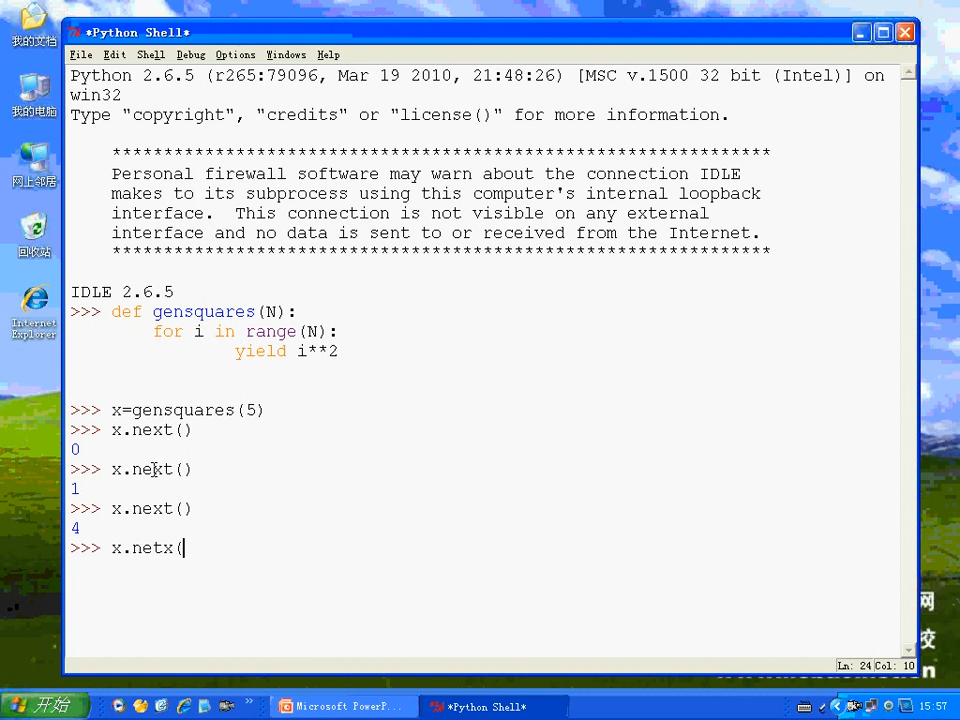 我的文档
我的电脑
网上邻居
回收站
Internet
Explorer
*Python Shell*
File Edit Shell Debug Options Windows Help
Python 2.6.5 (r265:79096, Mar 19 2010, 21:48:26) [MSC v.1500 32 bit (Intel)] on
win32
Type "copyright", "credits" or "license()" for more information.
****************************************************************
Personal firewall software may warn about the connection IDLE
makes to its subprocess using this computer's internal loopback
interface.  This connection is not visible on any external
interface and no data is sent to or received from the Internet.
****************************************************************
IDLE 2.6.5
>>> def gensquares(N):
for i in range(N):
yield i**2
>>> x=gensquares(5)
>>> x.next()
0
>>> x.next()
1
>>> x.next()
4
>>> x.netx(
Ln: 24 Col: 10
网
校
开始
Microsoft PowerP...
*Python Shell*
15:57